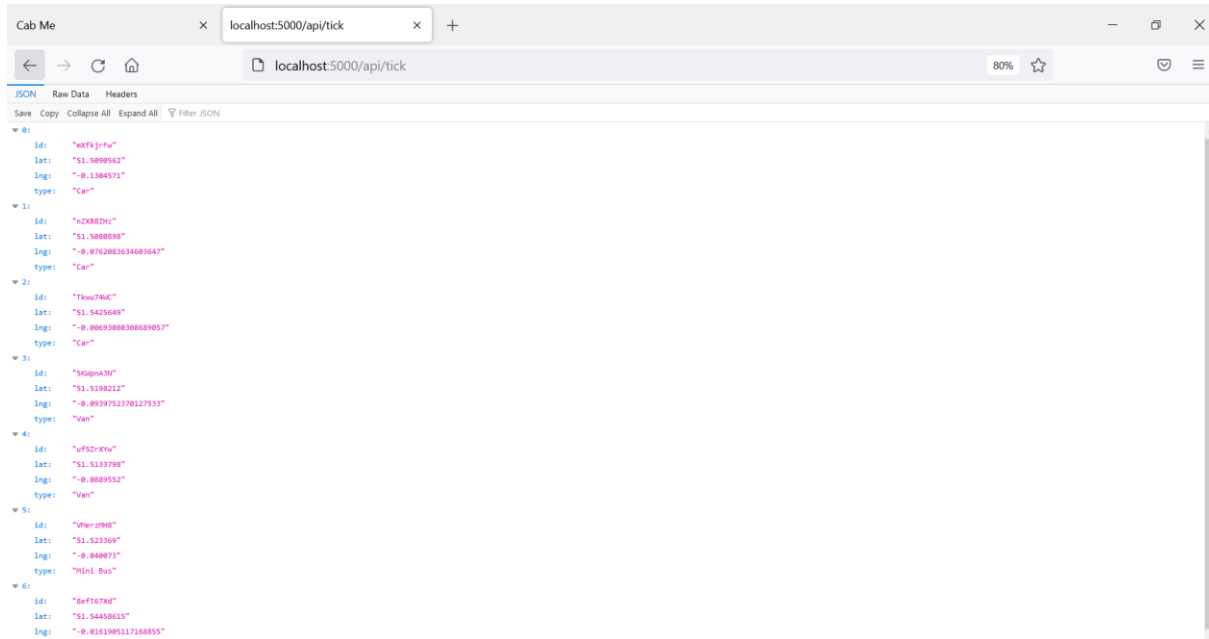 Cab Me
localhost:5000/api/tick
localhost:5000/api/tick 80%
JSON Raw Data Headers
Save Copy Collapse All Expand All Filter JSON
0:
id: "mXfkjrFw"
lat: "51.5090562"
lng: "-0.1304571"
type: "Car"
1:
id: "nZXB8ZHz"
lat: "51.5080898"
lng: "-0.0762083634603647"
type: "Car"
2:
id: "Tkwu74WC"
lat: "51.5425649"
lng: "-0.00693080308689057"
type: "Car"
3:
id: "5KWpnAJN"
lat: "51.5198212"
lng: "-0.0939752370127533"
type: "Van"
4:
id: "uf5ZrXYw"
lat: "51.5133798"
lng: "-0.0889552"
type: "Van"
5:
id: "VMerzMH8"
lat: "51.523369"
lng: "-0.040073"
type: "Mini Bus"
6:
id: "8efT67Xd"
lat: "51.54458615"
lng: "-0.0161905117168855"